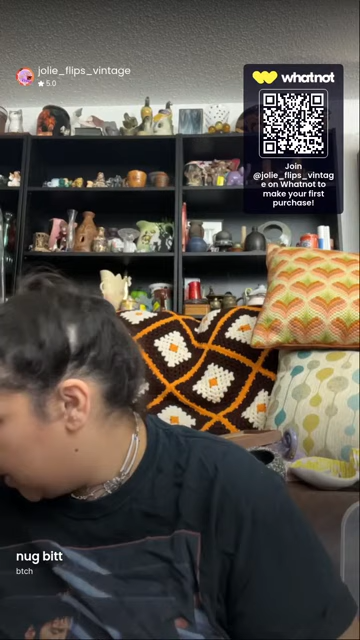 jolie_flips_vintage
5.0
whatnot
Join
@jolie_flips_vintag
e on Whatnot to
make your first
purchase!
nug bitt
btch